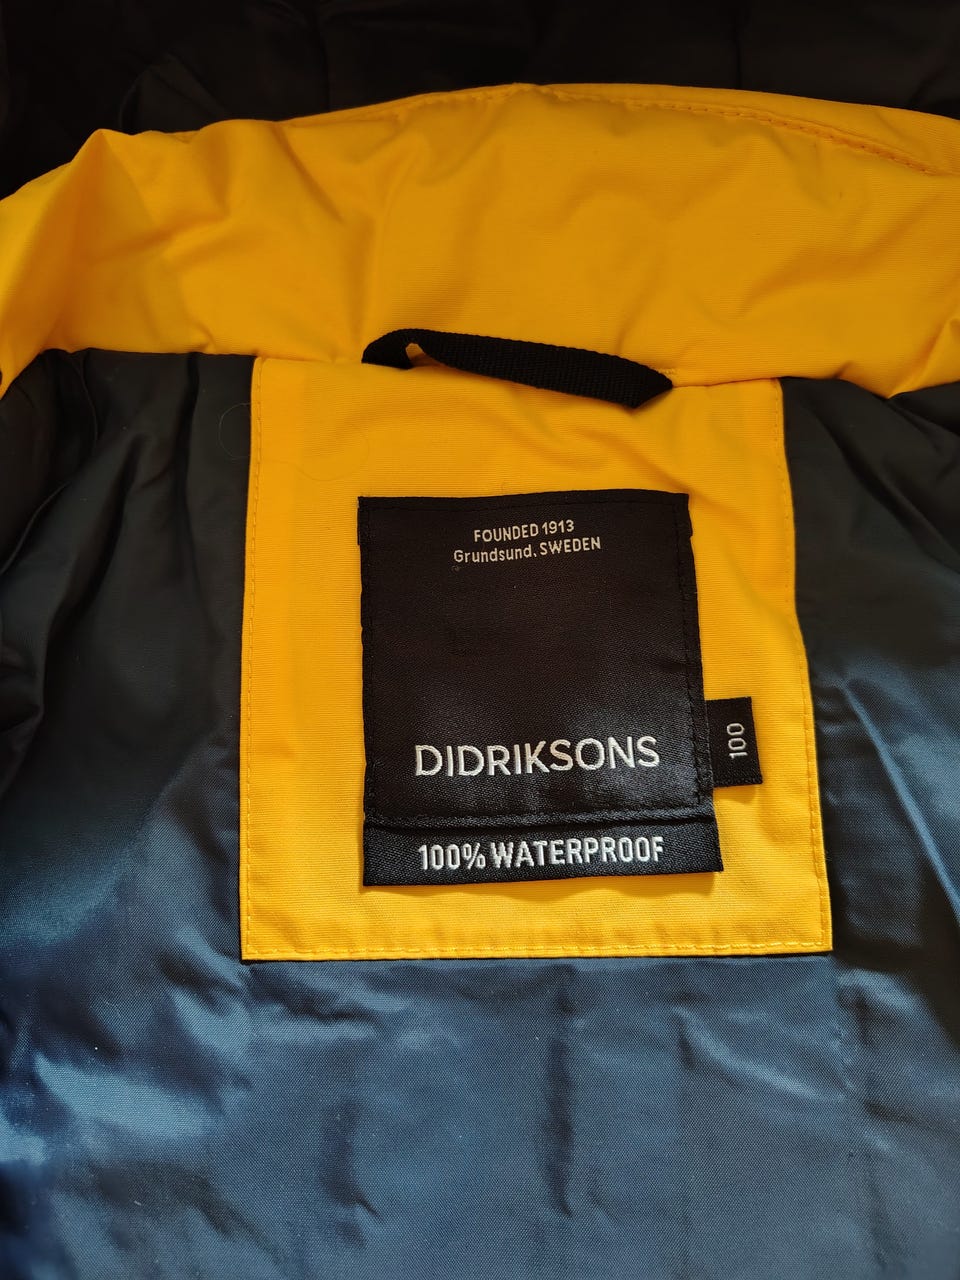 FOUNDED 1913
Grundsund, SWEDEN
DIDRIKSONS
100
100% WATERPROOF